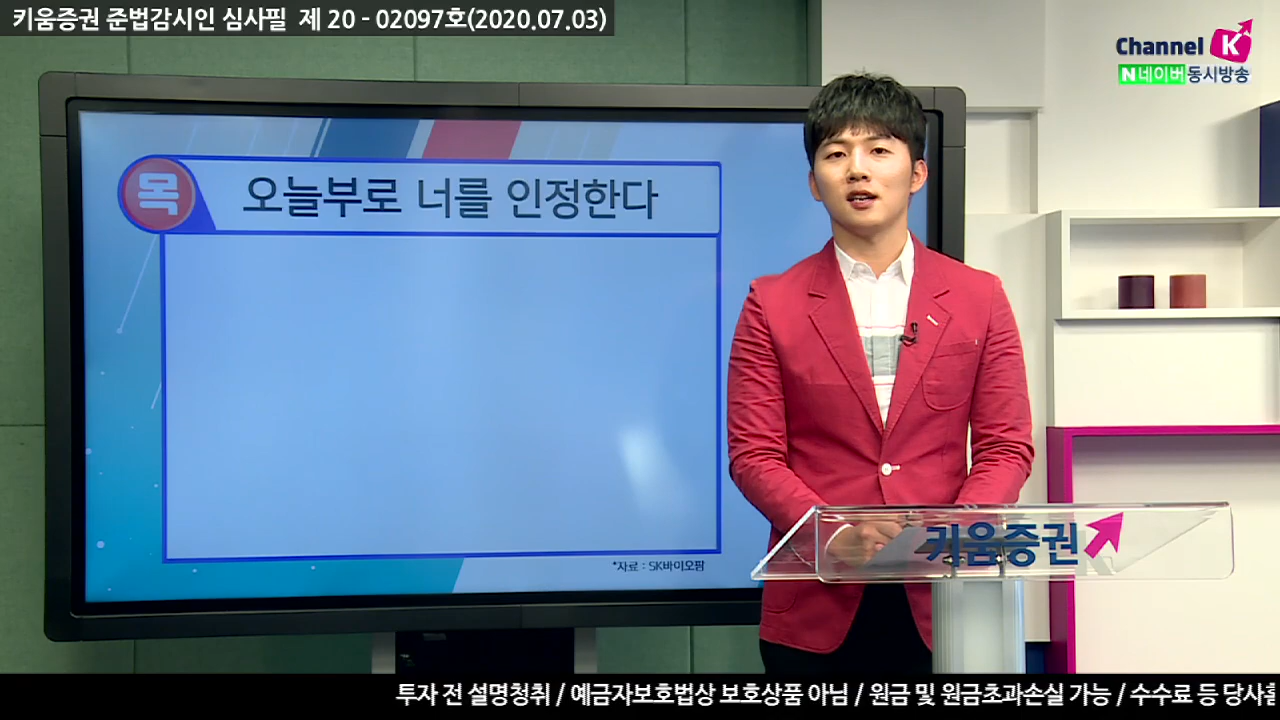 키움증권 준법감시인 심사필 제 20 - 02097호(2020.07.03)
Channel K
N 네이버 동시방송
목 오늘부로 너를 인정한다
*자료 : SK바이오팜
키움증권
투자 전 설명청취 / 예금자보호법상 보호상품 아님 / 원금 및 원금초과손실 가능 / 수수료 등 당사홈